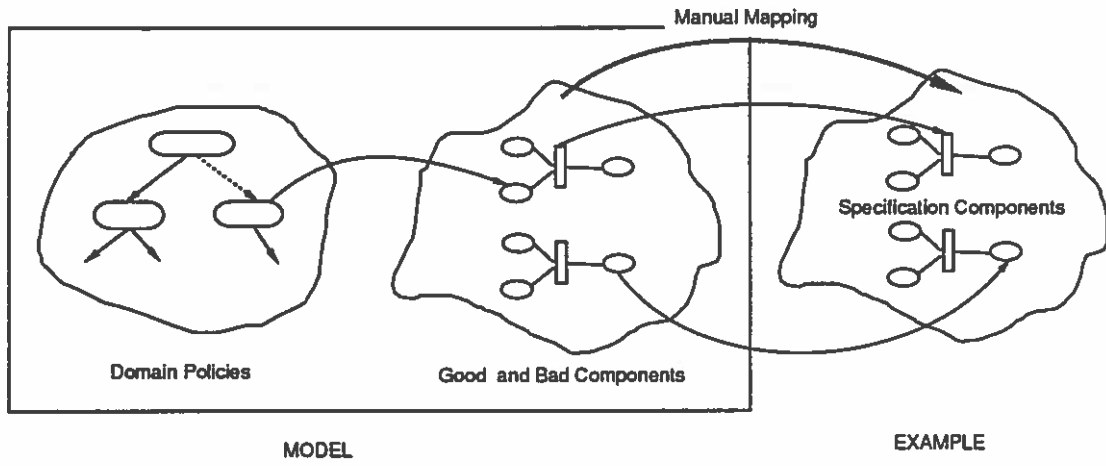 Manual Mapping
Specification Components
Domain Policies
Good and Bad Components
MODEL
EXAMPLE